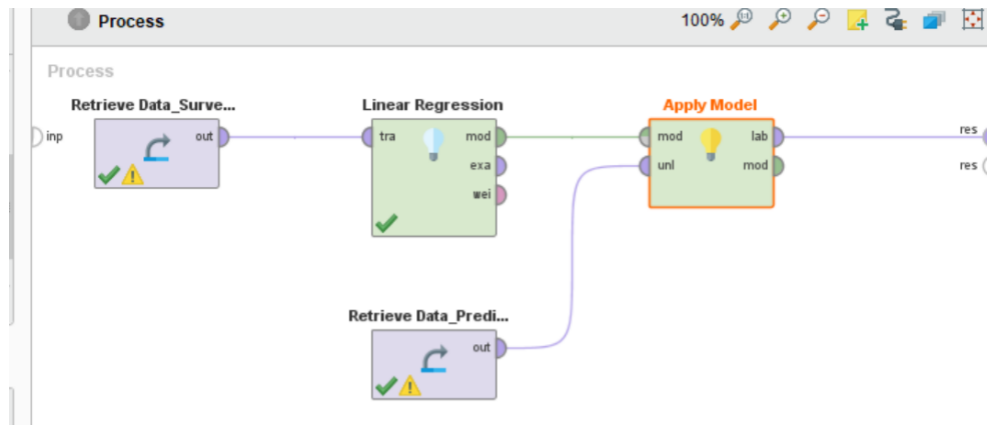 Process
100%
Process
Retrieve Data_Surve...
Linear Regression
Apply Model
inp
out
tra
mod
exa
wei
mod
lab
unl
mod
res
res
Retrieve Data_Predi...
out